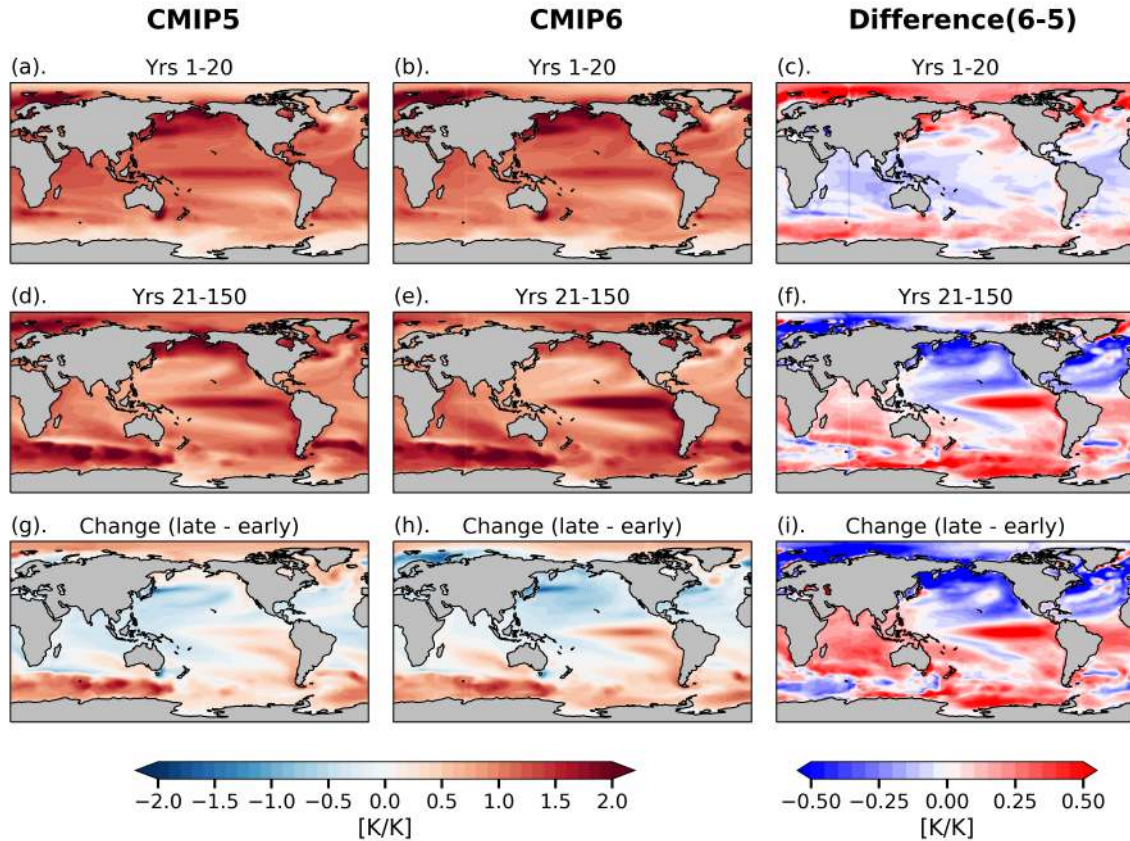 CMIP5 CMIP6 Difference(6-5)
(a). Yrs 1-20 (b). Yrs 1-20 (c). Yrs 1-20
(d). Yrs 21-150 (e). Yrs 21-150 (f). Yrs 21-150
(g). Change (late - early) (h). Change (late - early) (i). Change (late - early)
−2.0 −1.5 −1.0 −0.5 0.0 0.5 1.0 1.5 2.0 −0.50 −0.25 0.00 0.25 0.50
[K/K] [K/K]